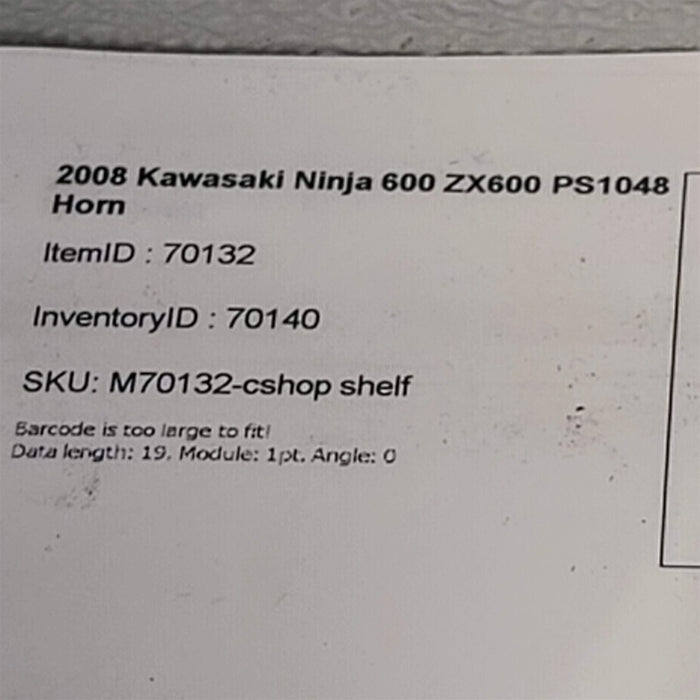 2008 Kawasaki Ninja 600 ZX600 PS1048
Horn
ItemID : 70132
InventoryID : 70140
SKU: M70132-cshop shelf
Barcode is too large to fit!
Data length: 19, Module: 1pt, Angle: 0